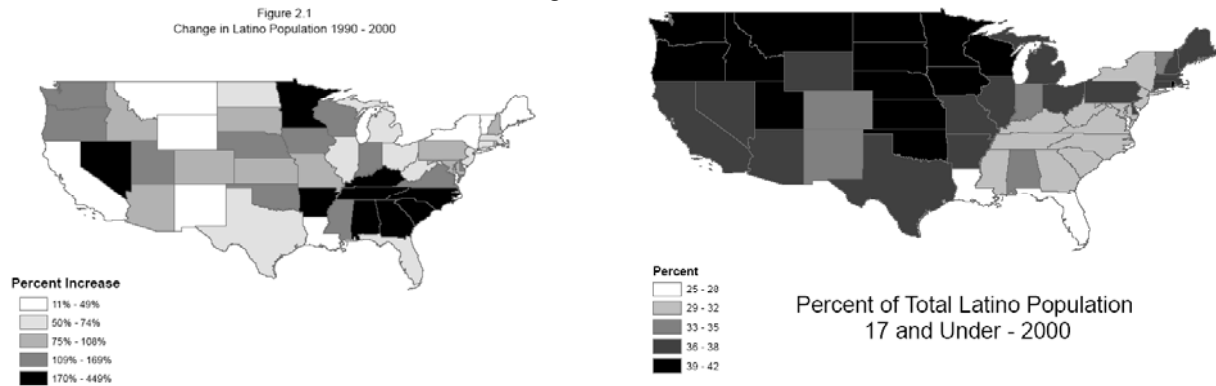 Figure 2.1
Change in Latino Population 1990 - 2000
Percent Increase
11% - 49%
50% - 74%
75% - 108%
109% - 169%
170% - 449%
Percent
25 - 28
29 - 32
33 - 35
36 - 38
39 - 42
Percent of Total Latino Population
17 and Under - 2000